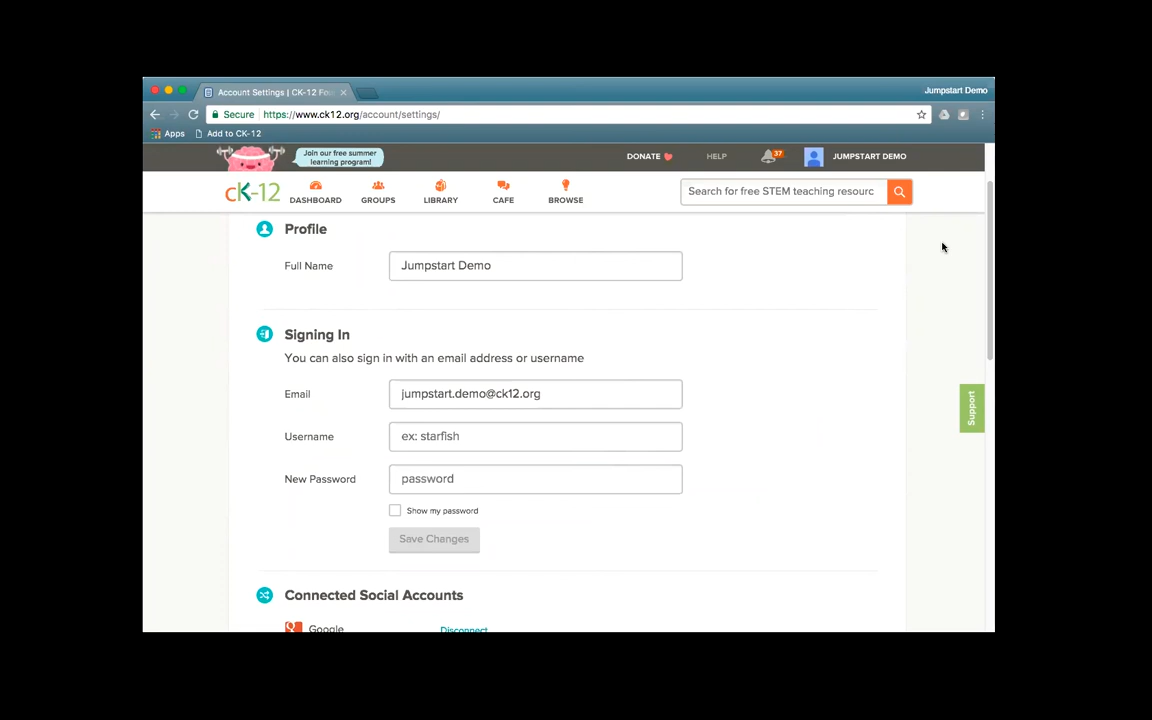 Account Settings | CK-12 Fou
Jumpstart Demo
Secure https://www.ck12.org/account/settings/
Apps Add to CK-12
Join our free summer
learning program!
DONATE HELP 37 JUMPSTART DEMO
cK-12 DASHBOARD GROUPS LIBRARY CAFE BROWSE Search for free STEM teaching resourc
Profile
Full Name Jumpstart Demo
Signing In
You can also sign in with an email address or username
Email jumpstart.demo@ck12.org
Username ex: starfish
New Password password
Show my password
Save Changes
Support
Connected Social Accounts
Google Disconnect